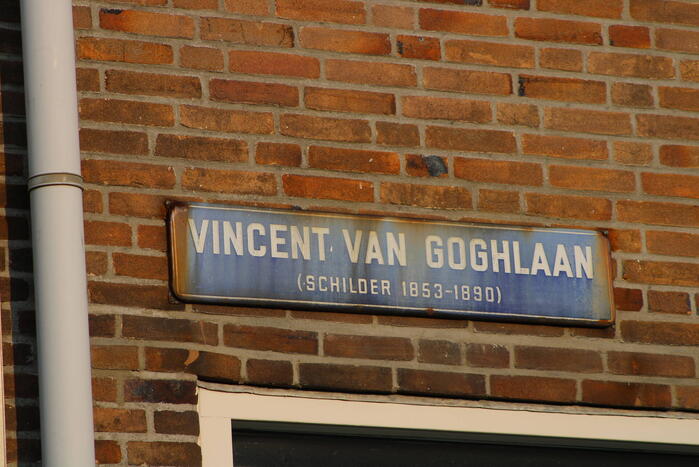 VINCENT VAN GOGHLAAN
(SCHILDER 1853-1890)